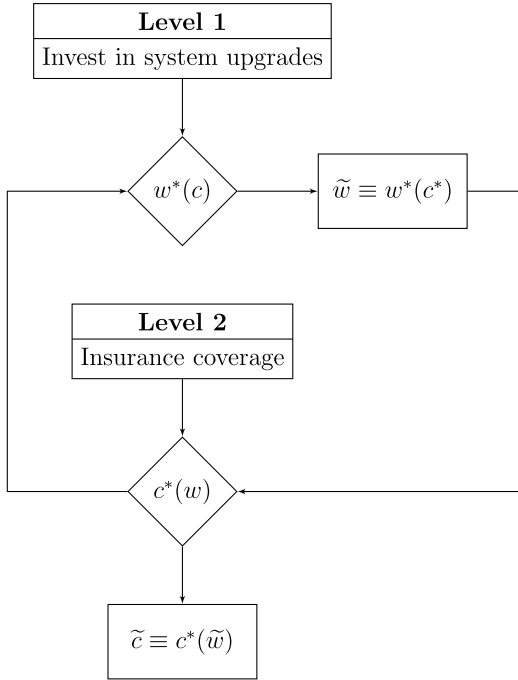 Level 1
Invest in system upgrades
w*(c)
w̃ ≡ w*(c*)
Level 2
Insurance coverage
c*(w)
c̃ ≡ c*(w̃)